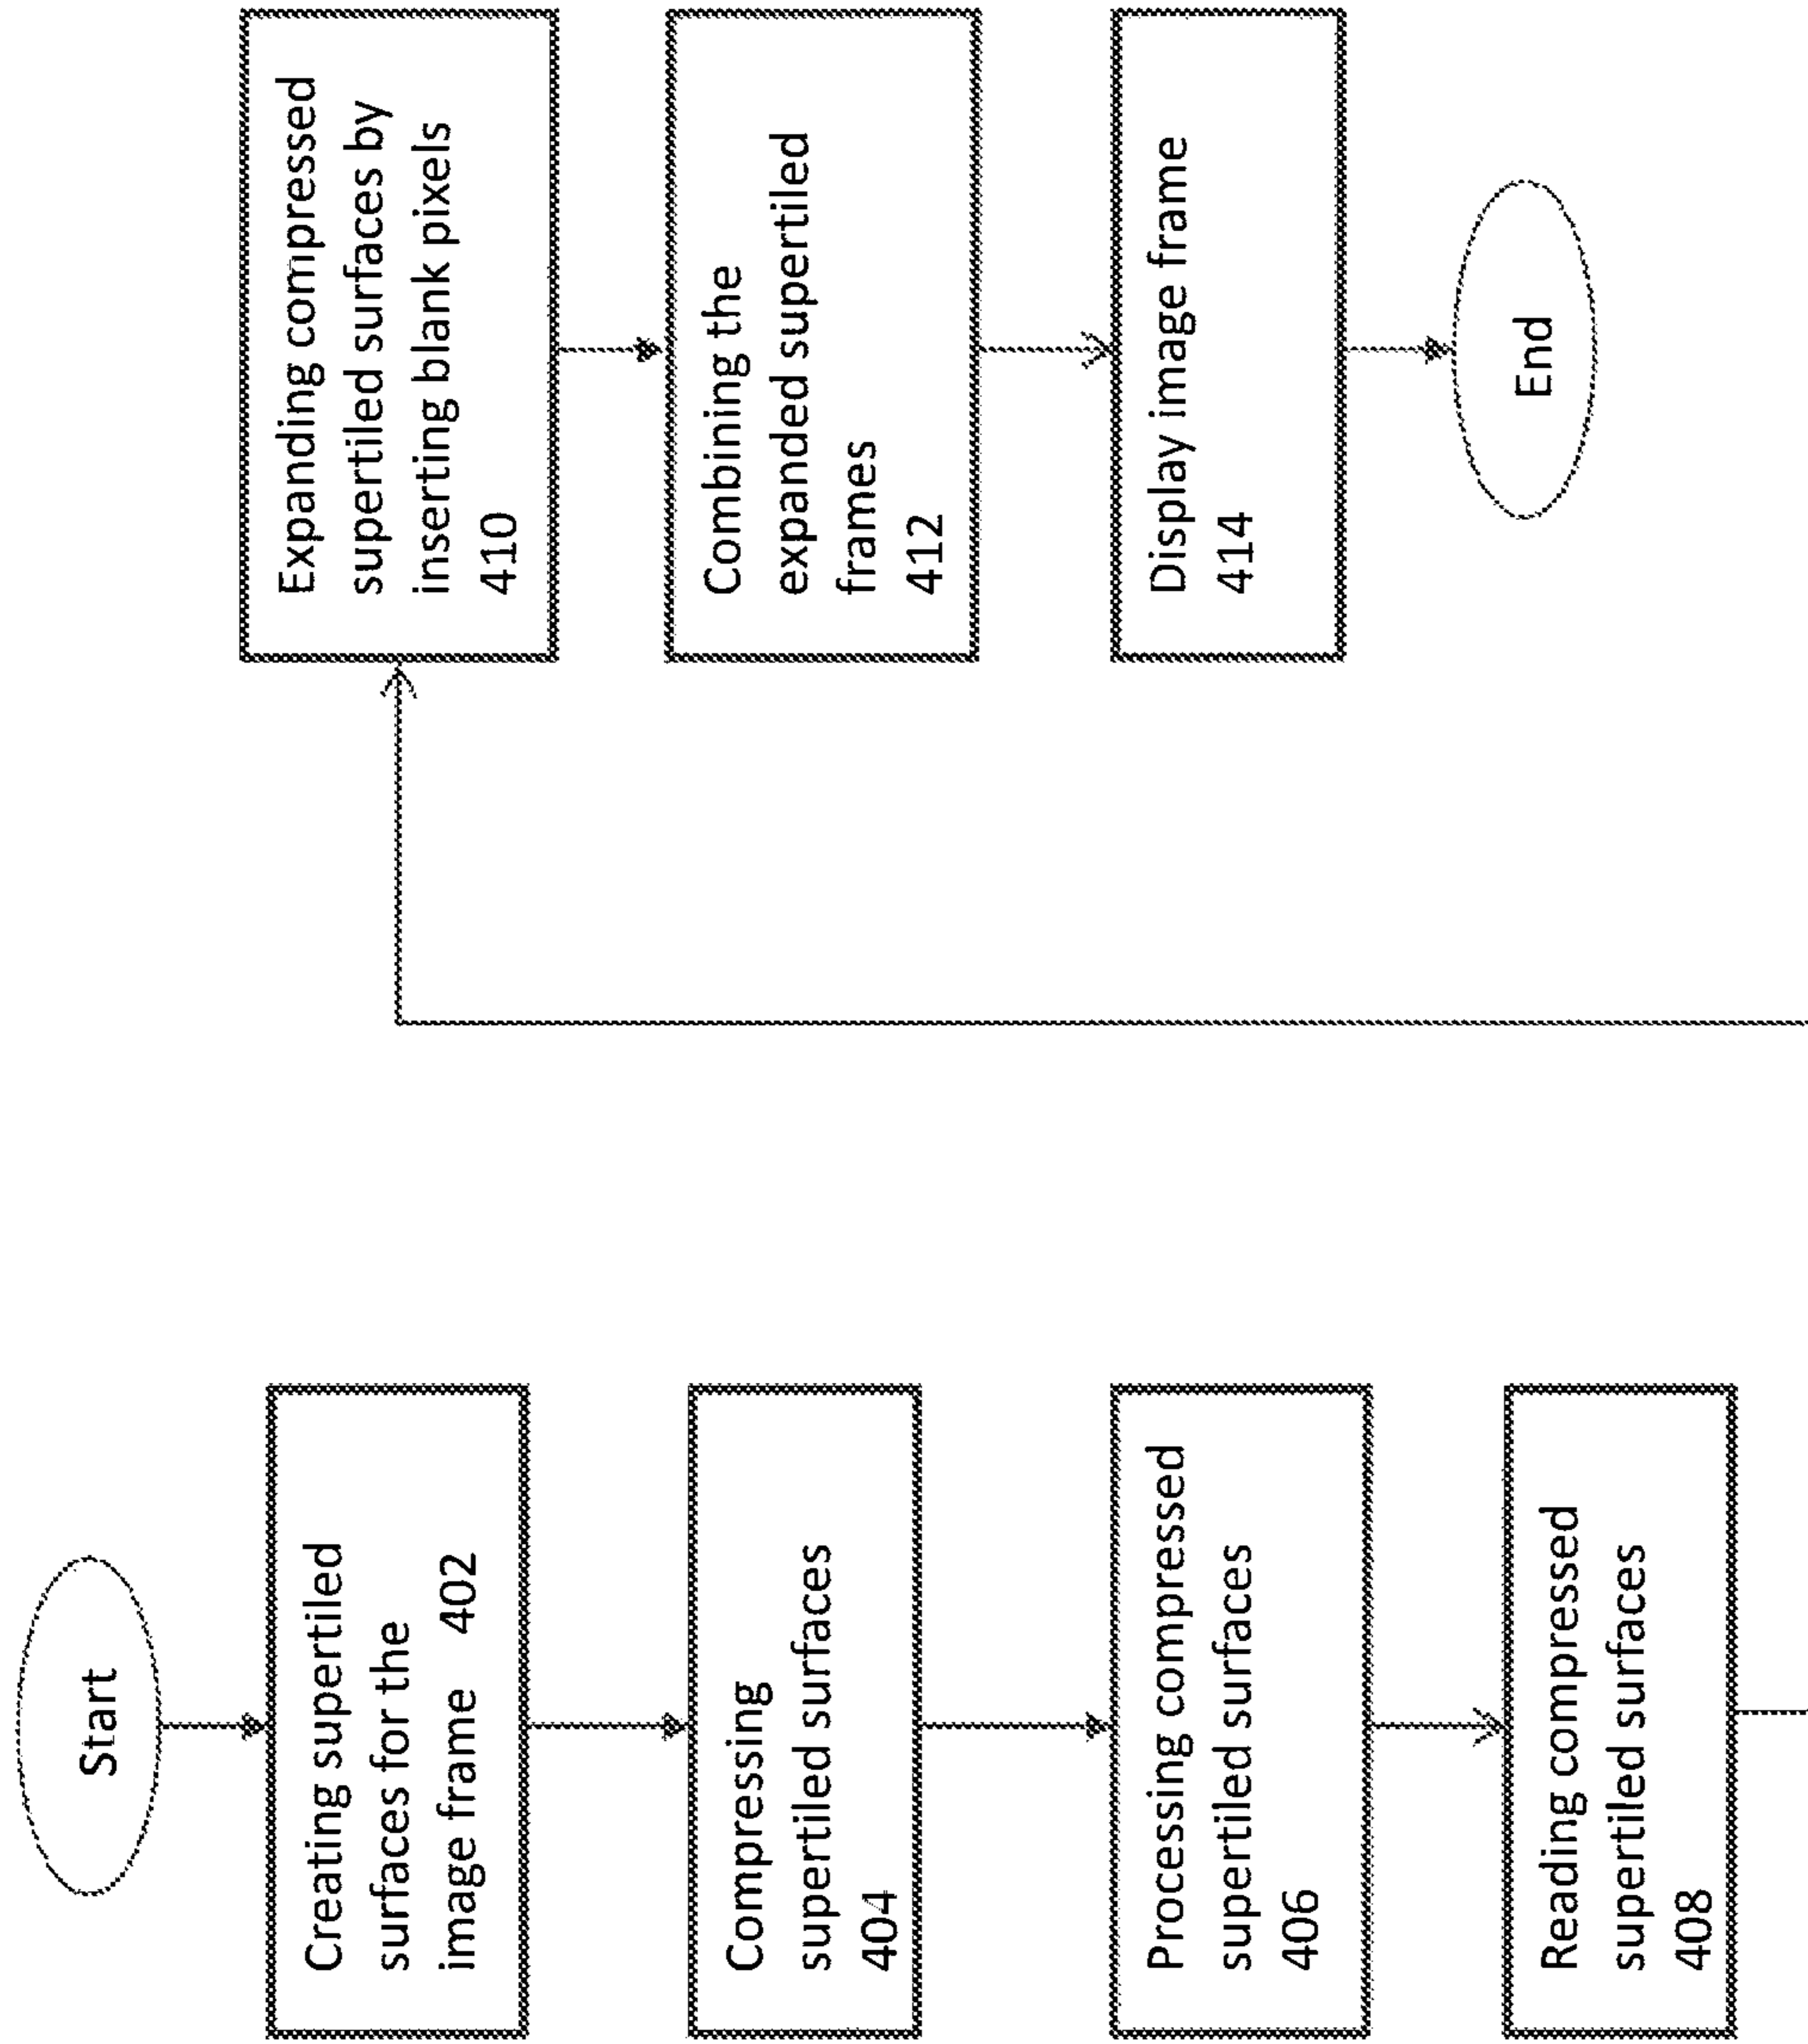 Start
Creating supertiled
surfaces for the
image frame 402
Compressing
supertiled surfaces
404
Processing compressed
supertiled surfaces
406
Reading compressed
supertiled surfaces
408
Expanding compressed
supertiled surfaces by
inserting blank pixels
410
Combining the
expanded supertiled
frames
412
Display image frame
414
End